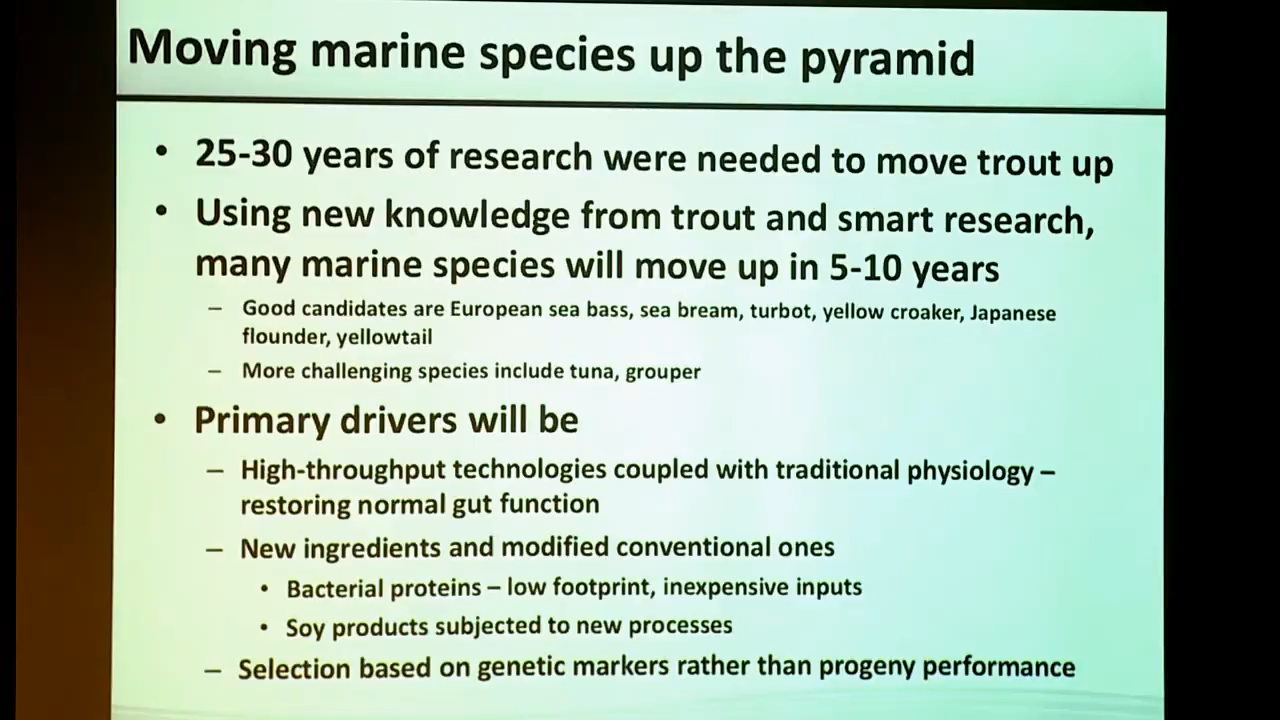 Moving marine species up the pyramid
• 25-30 years of research were needed to move trout up
• Using new knowledge from trout and smart research,
many marine species will move up in 5-10 years
– Good candidates are European sea bass, sea bream, turbot, yellow croaker, Japanese
flounder, yellowtail
– More challenging species include tuna, grouper
• Primary drivers will be
– High-throughput technologies coupled with traditional physiology –
restoring normal gut function
– New ingredients and modified conventional ones
• Bacterial proteins – low footprint, inexpensive inputs
• Soy products subjected to new processes
– Selection based on genetic markers rather than progeny performance